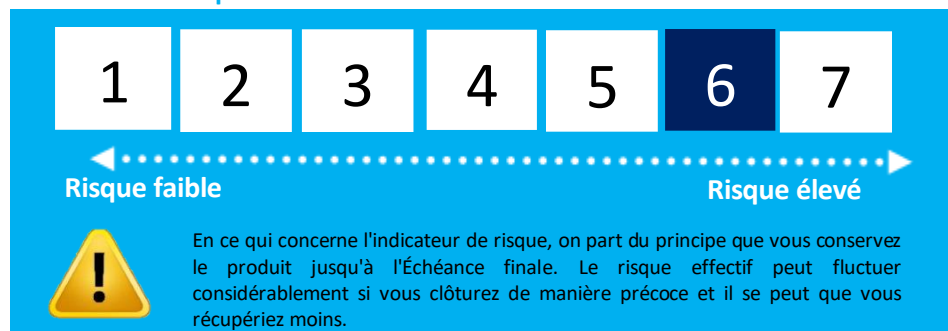 1 2 3 4 5 6 7
Risque faible Risque élevé
En ce qui concerne l'indicateur de risque, on part du principe que vous conservez
le produit jusqu'à l'Échéance finale. Le risque effectif peut fluctuer
considérablement si vous clôturez de manière précoce et il se peut que vous
récupériez moins.